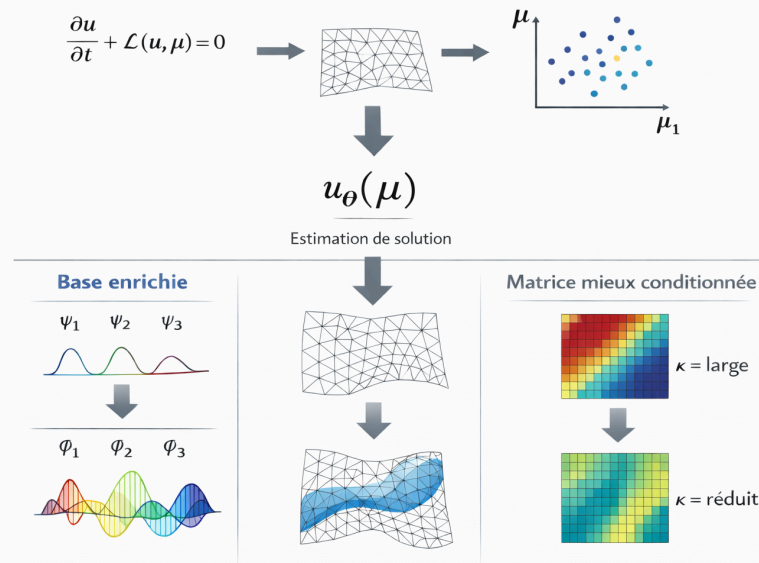 ∂u/∂t + ℒ(u, μ) = 0
μ
μ₁
u_θ(μ)
Estimation de solution
Base enrichie
ψ₁ ψ₂ ψ₃
φ₁ φ₂ φ₃
Matrice mieux conditionnée
κ = large
κ = réduit